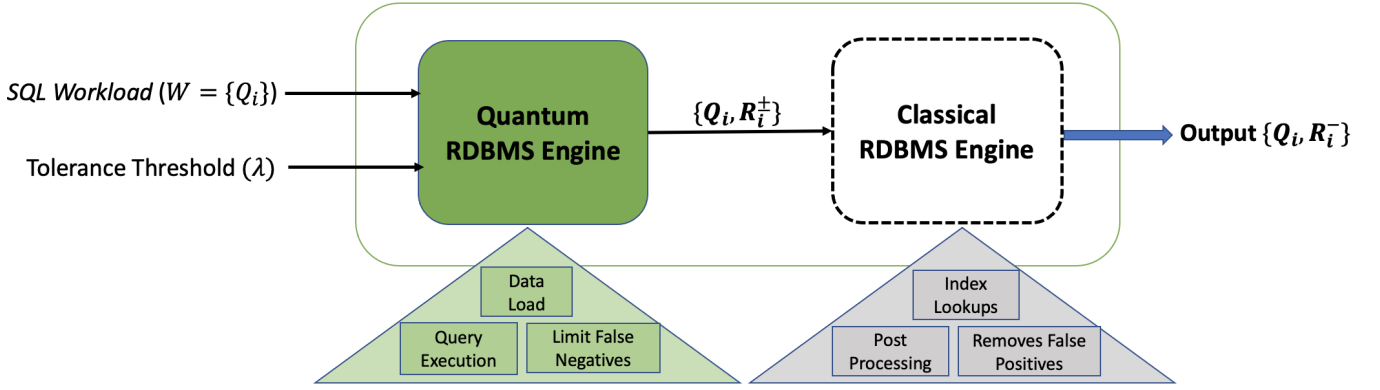 SQL Workload (W = {Qᵢ})
Tolerance Threshold (λ)
Quantum
RDBMS Engine
{Qᵢ, Rᵢ±}
Classical
RDBMS Engine
Output {Qᵢ, Rᵢ⁻}
Data
Load
Query
Execution
Limit False
Negatives
Index
Lookups
Post
Processing
Removes False
Positives